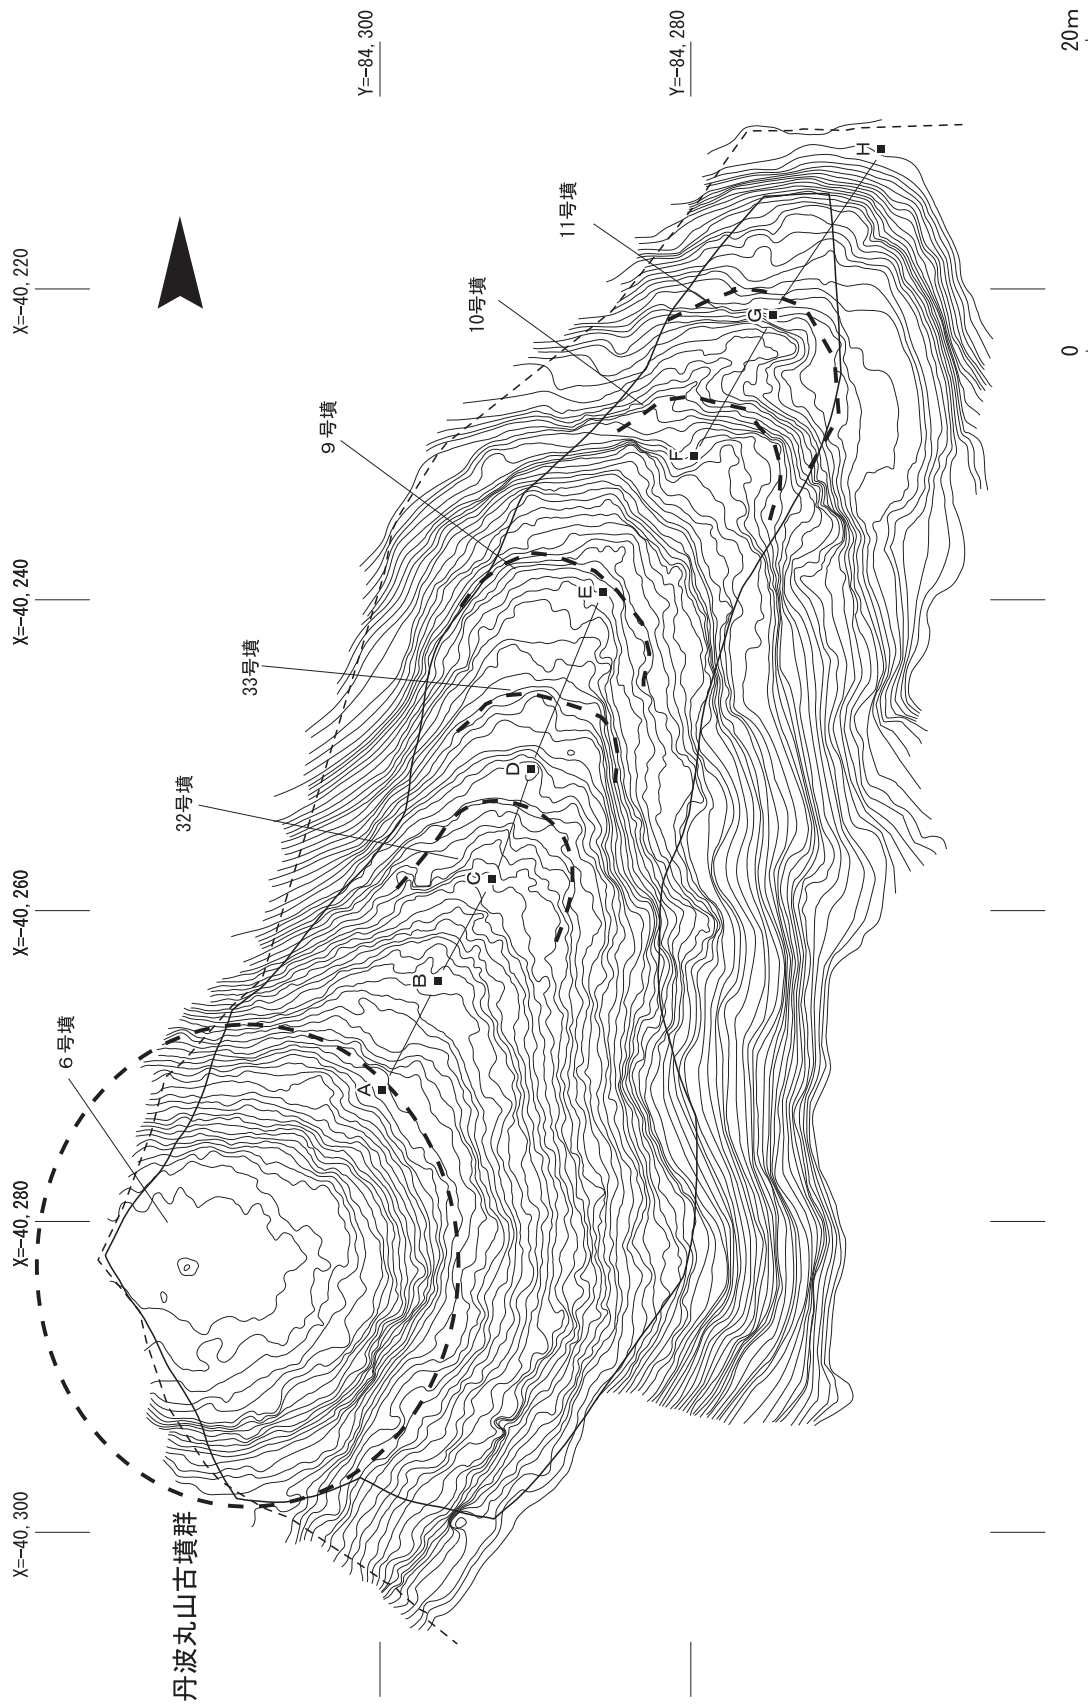 X=-40, 300
X=-40, 280
X=-40, 260
X=-40, 240
X=-40, 220
丹波丸山古墳群
6号墳
32号墳
33号墳
9号墳
10号墳
11号墳
Y=-84, 300
Y=-84, 280
A
B
C
D
E
F
G
H
0
20m